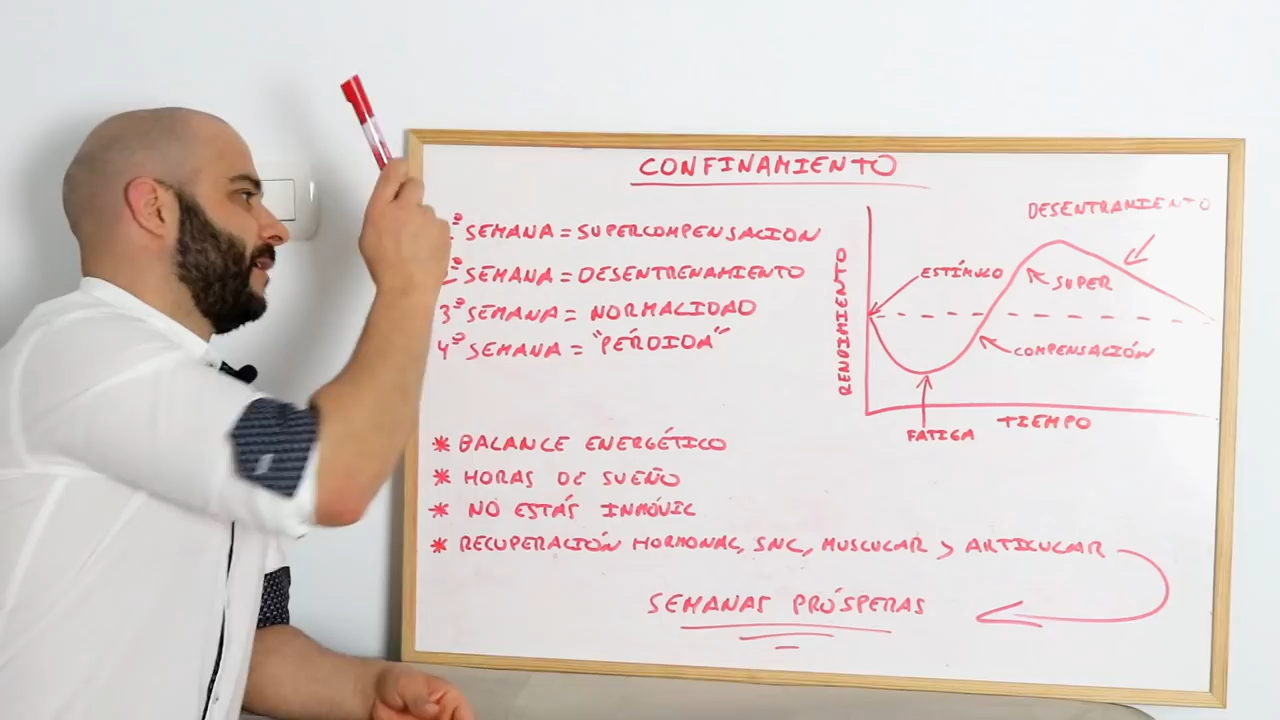 CONFINAMIENTO
1ª SEMANA = SUPERCOMPENSACION
2ª SEMANA = DESENTRENAMIENTO
3ª SEMANA = NORMALIDAD
4ª SEMANA = "PÉRDIDA"
* BALANCE ENERGÉTICO
* HORAS DE SUEÑO
* NO ESTÁS INMÓVIL
* RECUPERACIÓN HORMONAL, SNC, MUSCULAR Y ARTICULAR
SEMANAS PRÓSPERAS
DESENTRAMIENTO
RENDIMIENTO
ESTÍMULO
SUPER
COMPENSACIÓN
FATIGA
TIEMPO